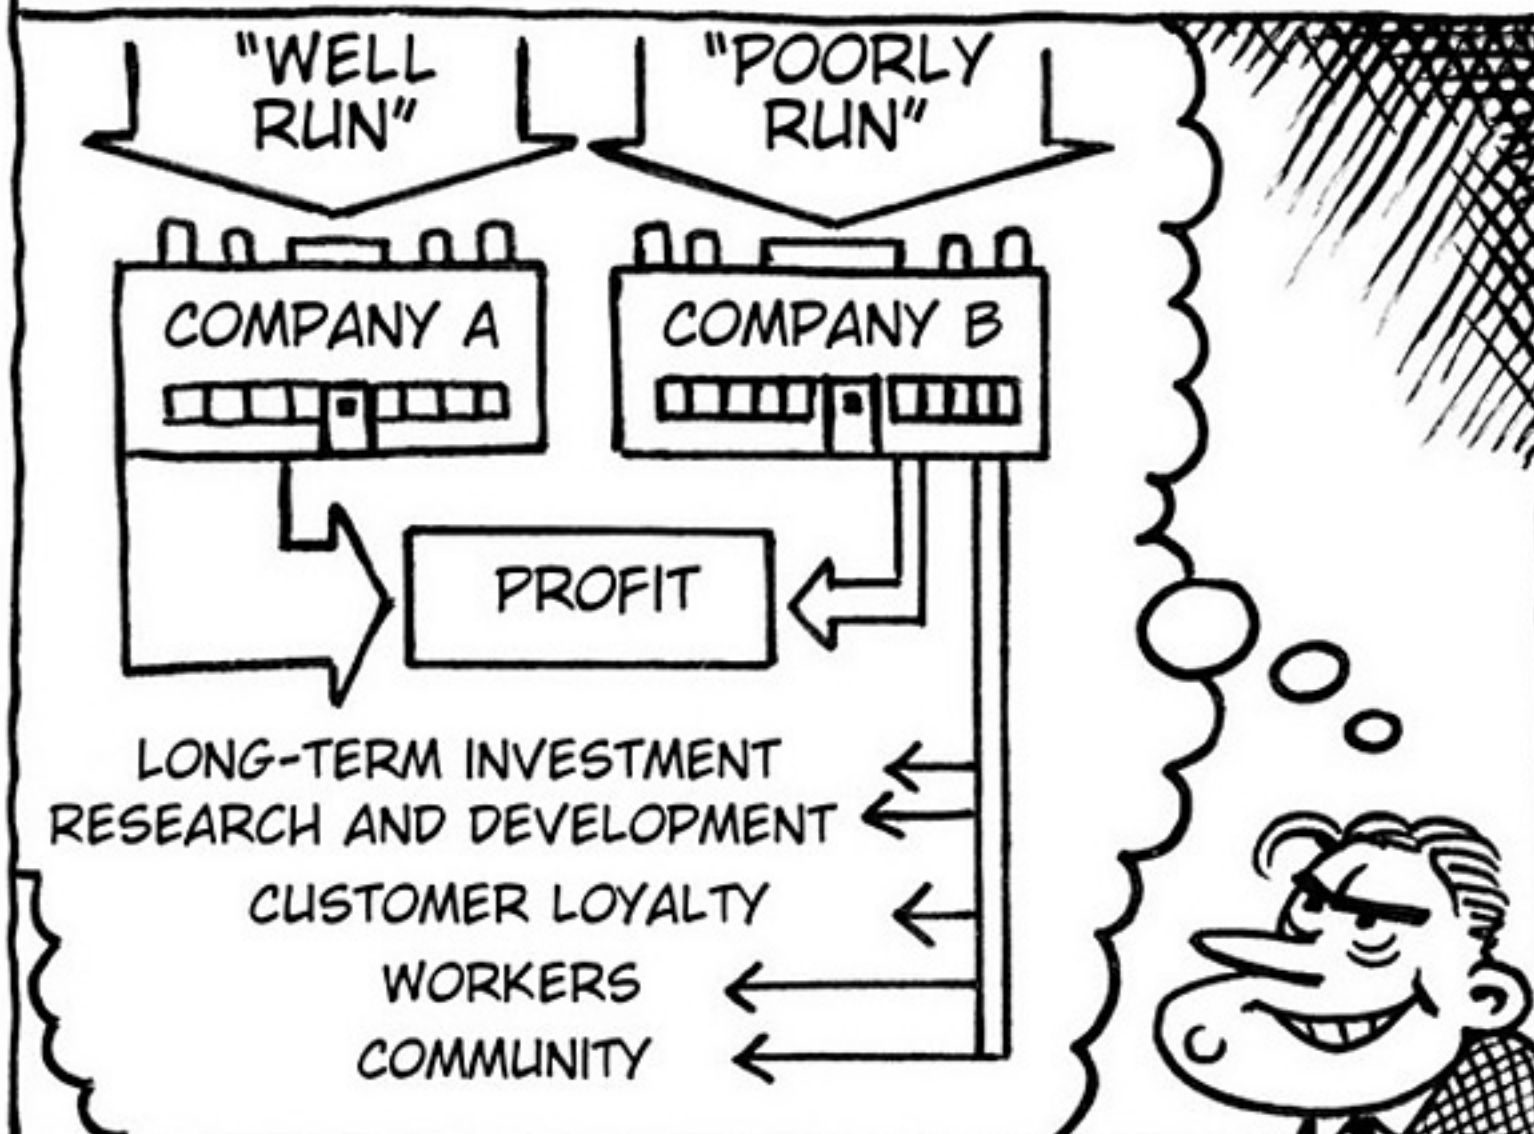 "WELL
RUN"
"POORLY
RUN"
COMPANY A
COMPANY B
PROFIT
LONG-TERM INVESTMENT
RESEARCH AND DEVELOPMENT
CUSTOMER LOYALTY
WORKERS
COMMUNITY